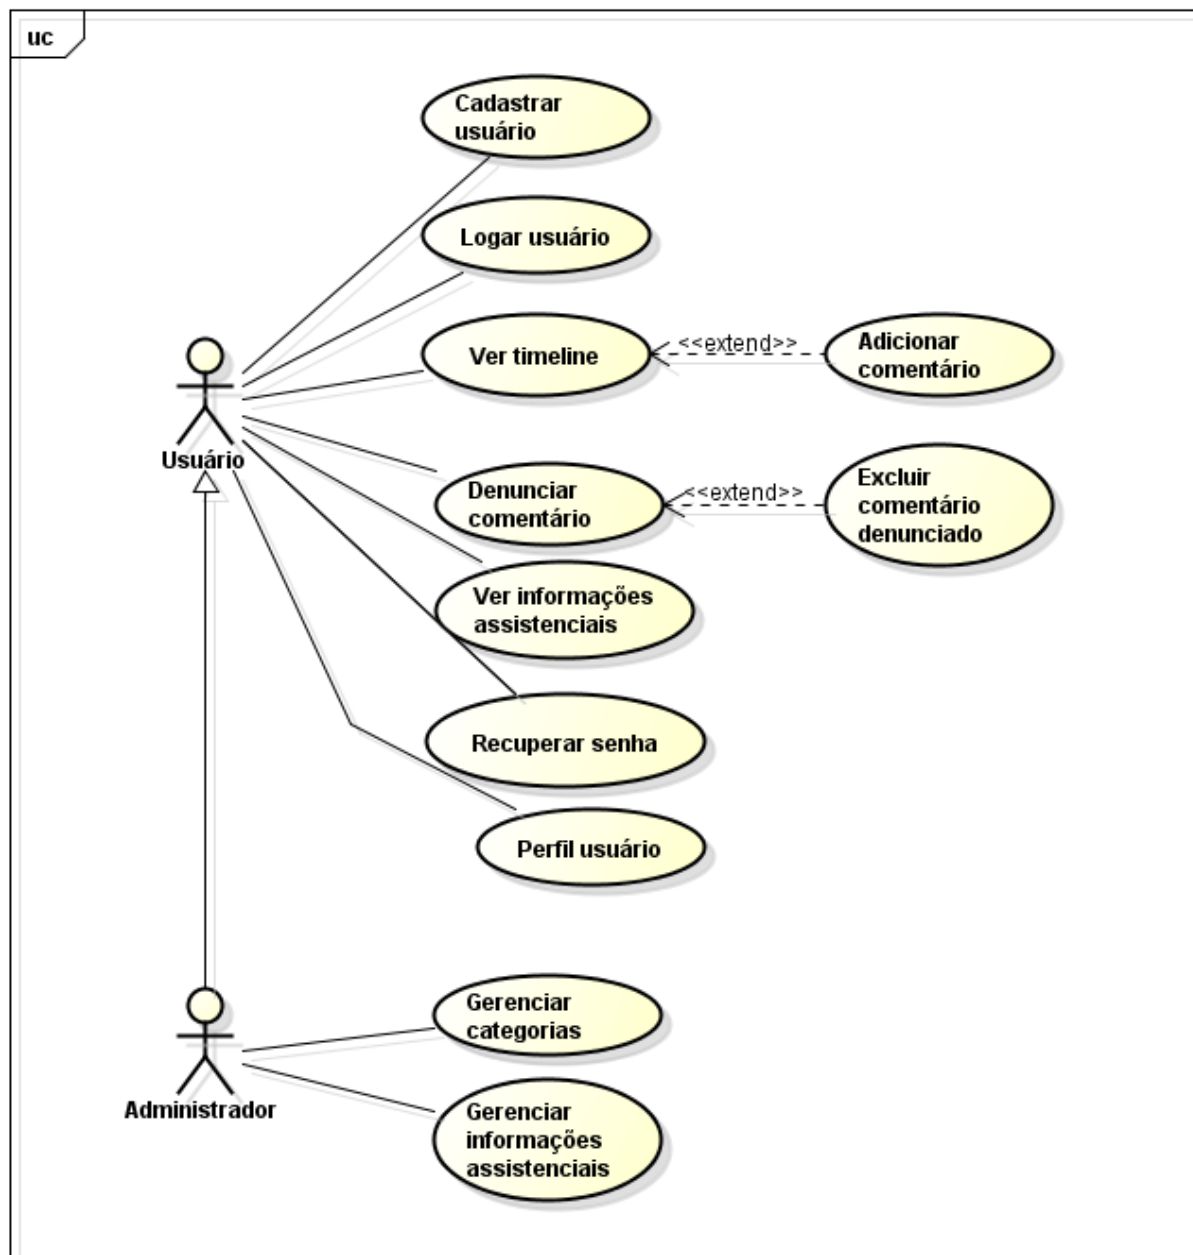 uc
Cadastrar
usuário
Logar usuário
Ver timeline
<<extend>>
Adicionar
comentário
Usuário
Denunciar
comentário
<<extend>>
Excluir
comentário
denunciado
Ver informações
assistenciais
Recuperar senha
Perfil usuário
Administrador
Gerenciar
categorias
Gerenciar
informações
assistenciais